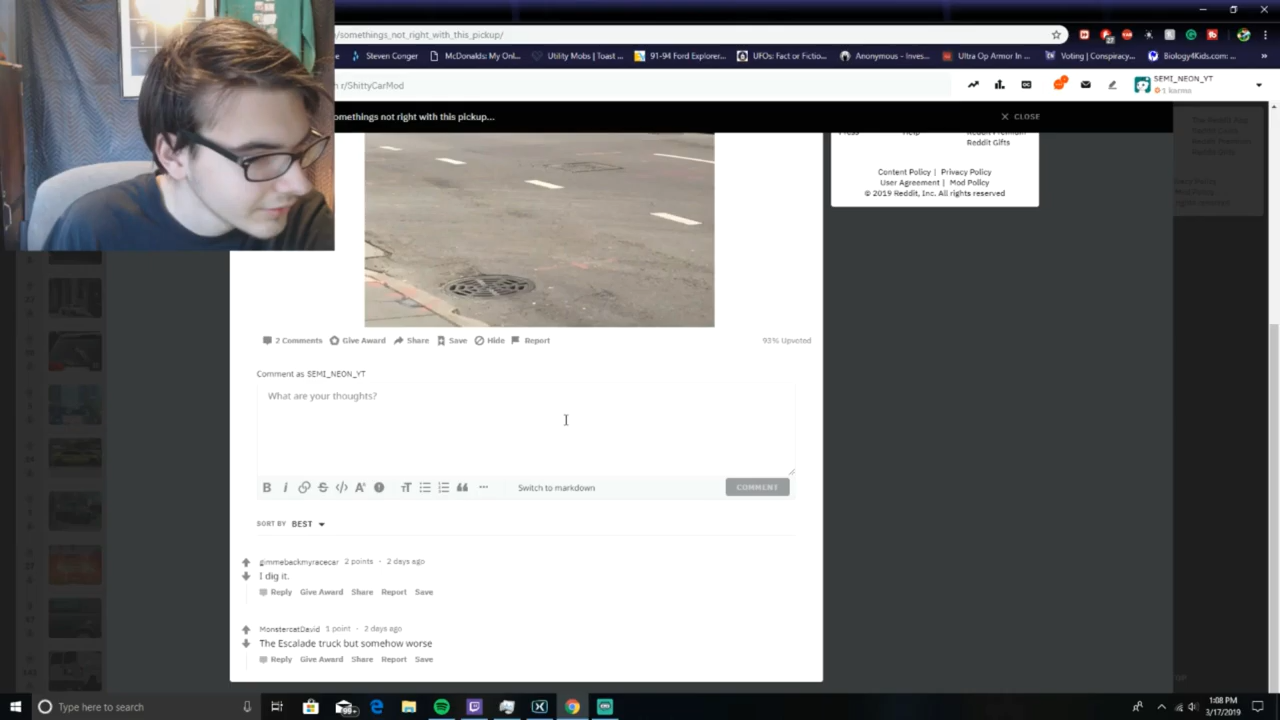 /somethings_not_right_with_this_pickup/
Steven Conger
McDonalds: My Onl...
Utility Mobs | Toast ...
91-94 Ford Explorer...
UFOs: Fact or Fictio...
Anonymous - Inves...
Ultra Op Armor In ...
Voting | Conspiracy...
Biology4Kids.com: ...
r/ShittyCarMod
SEMI_NEON_YT
1 karma
omethings not right with this pickup...
CLOSE
Press
Help
Reddit Premium
Reddit Gifts
Content Policy | Privacy Policy
User Agreement | Mod Policy
© 2019 Reddit, Inc. All rights reserved
2 Comments
Give Award
Share
Save
Hide
Report
93% Upvoted
Comment as SEMI_NEON_YT
What are your thoughts?
Switch to markdown
COMMENT
SORT BY BEST
gimmebackmyracecar 2 points · 2 days ago
I dig it.
Reply Give Award Share Report Save
MonstercatDavid 1 point · 2 days ago
The Escalade truck but somehow worse
Reply Give Award Share Report Save
Type here to search
99+
1:08 PM
3/17/2019